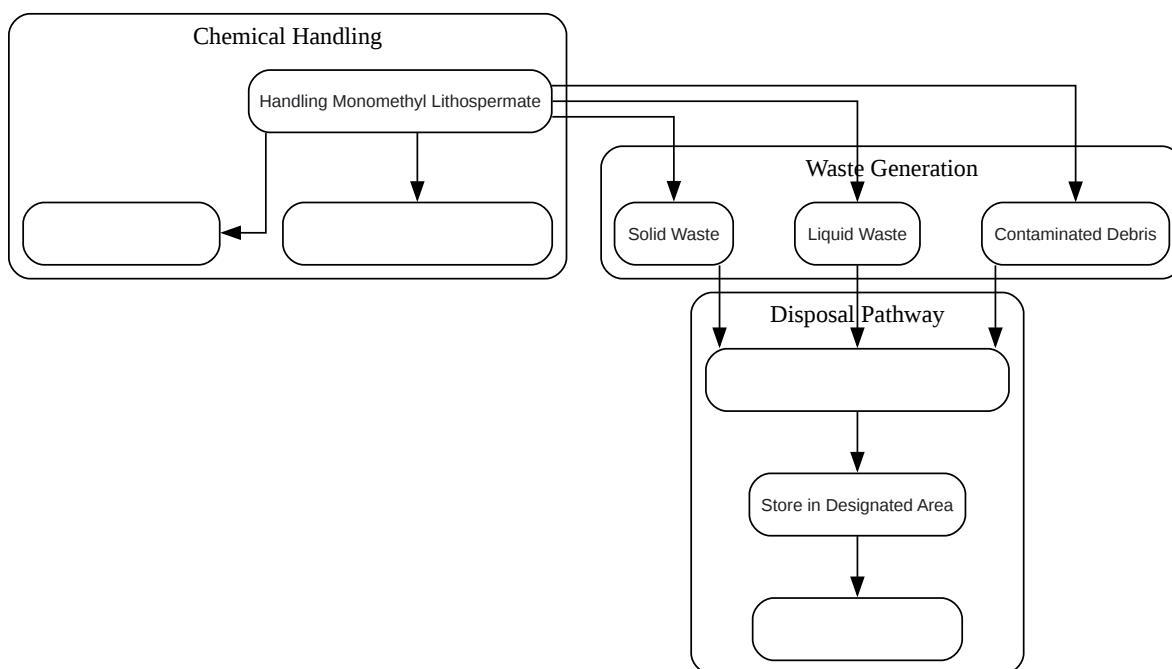 Chemical Handling
Handling Monomethyl Lithospermate
Waste Generation
Solid Waste
Liquid Waste
Contaminated Debris
Disposal Pathway
Store in Designated Area